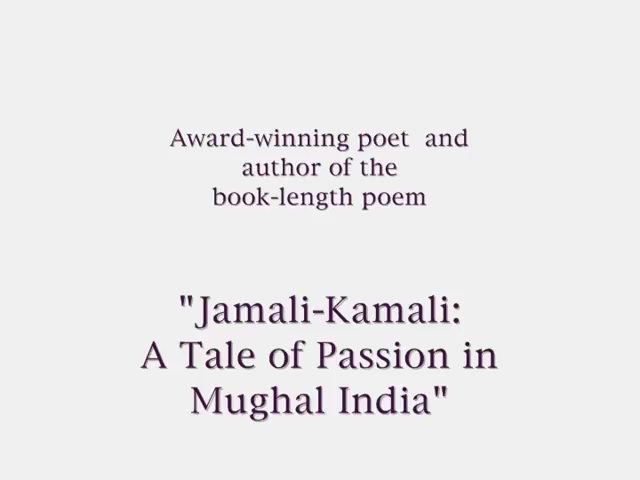 Award-winning poet  and
author of the
book-length poem
"Jamali-Kamali:
A Tale of Passion in
Mughal India"